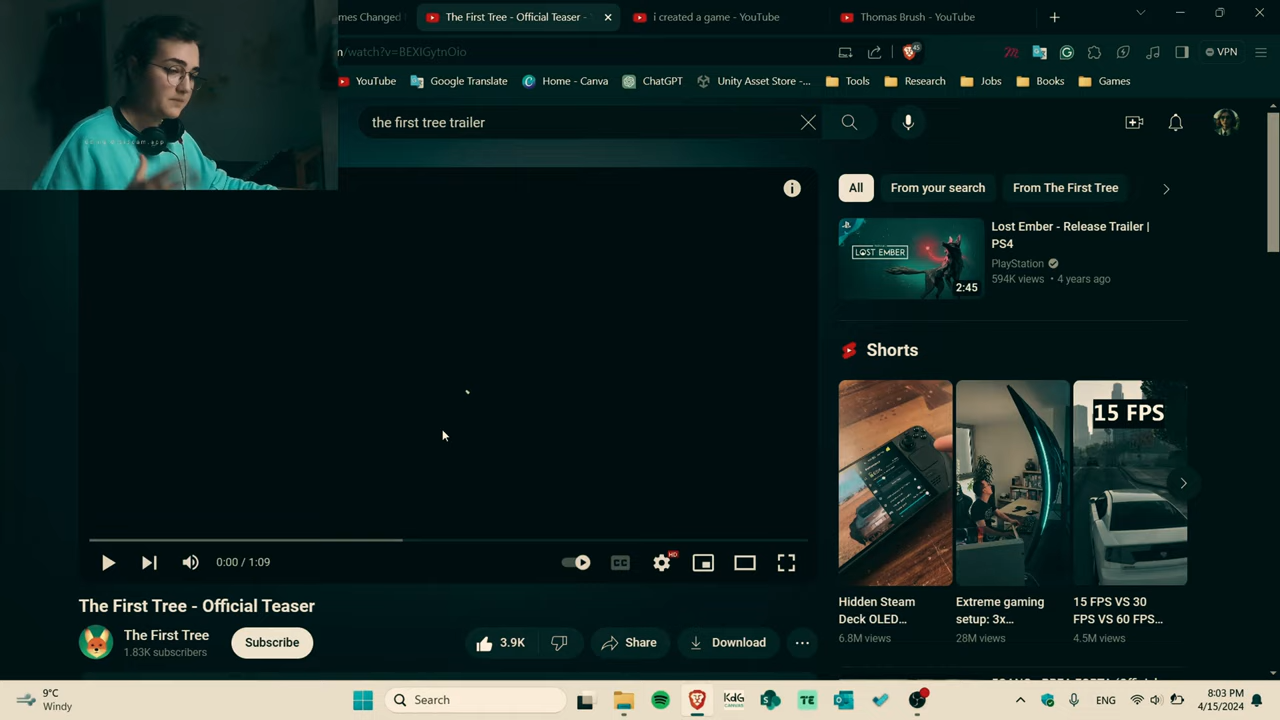 mes Changed
The First Tree - Official Teaser -
i created a game - YouTube
Thomas Brush - YouTube
/watch?v=BEXIGytnOio
45
VPN
YouTube
Google Translate
Home - Canva
ChatGPT
Unity Asset Store -...
Tools
Research
Jobs
Books
Games
the first tree trailer
All
From your search
From The First Tree
LOST EMBER
2:45
Lost Ember - Release Trailer |
PS4
PlayStation
594K views • 4 years ago
Shorts
15 FPS
Hidden Steam
Deck OLED...
6.8M views
Extreme gaming
setup: 3x...
28M views
15 FPS VS 30
FPS VS 60 FPS...
4.5M views
0:00 / 1:09
CC
HD
The First Tree - Official Teaser
The First Tree
1.83K subscribers
Subscribe
3.9K
Share
Download
9°C
Windy
Search
KdG
CANVAS
ENG
8:03 PM
4/15/2024